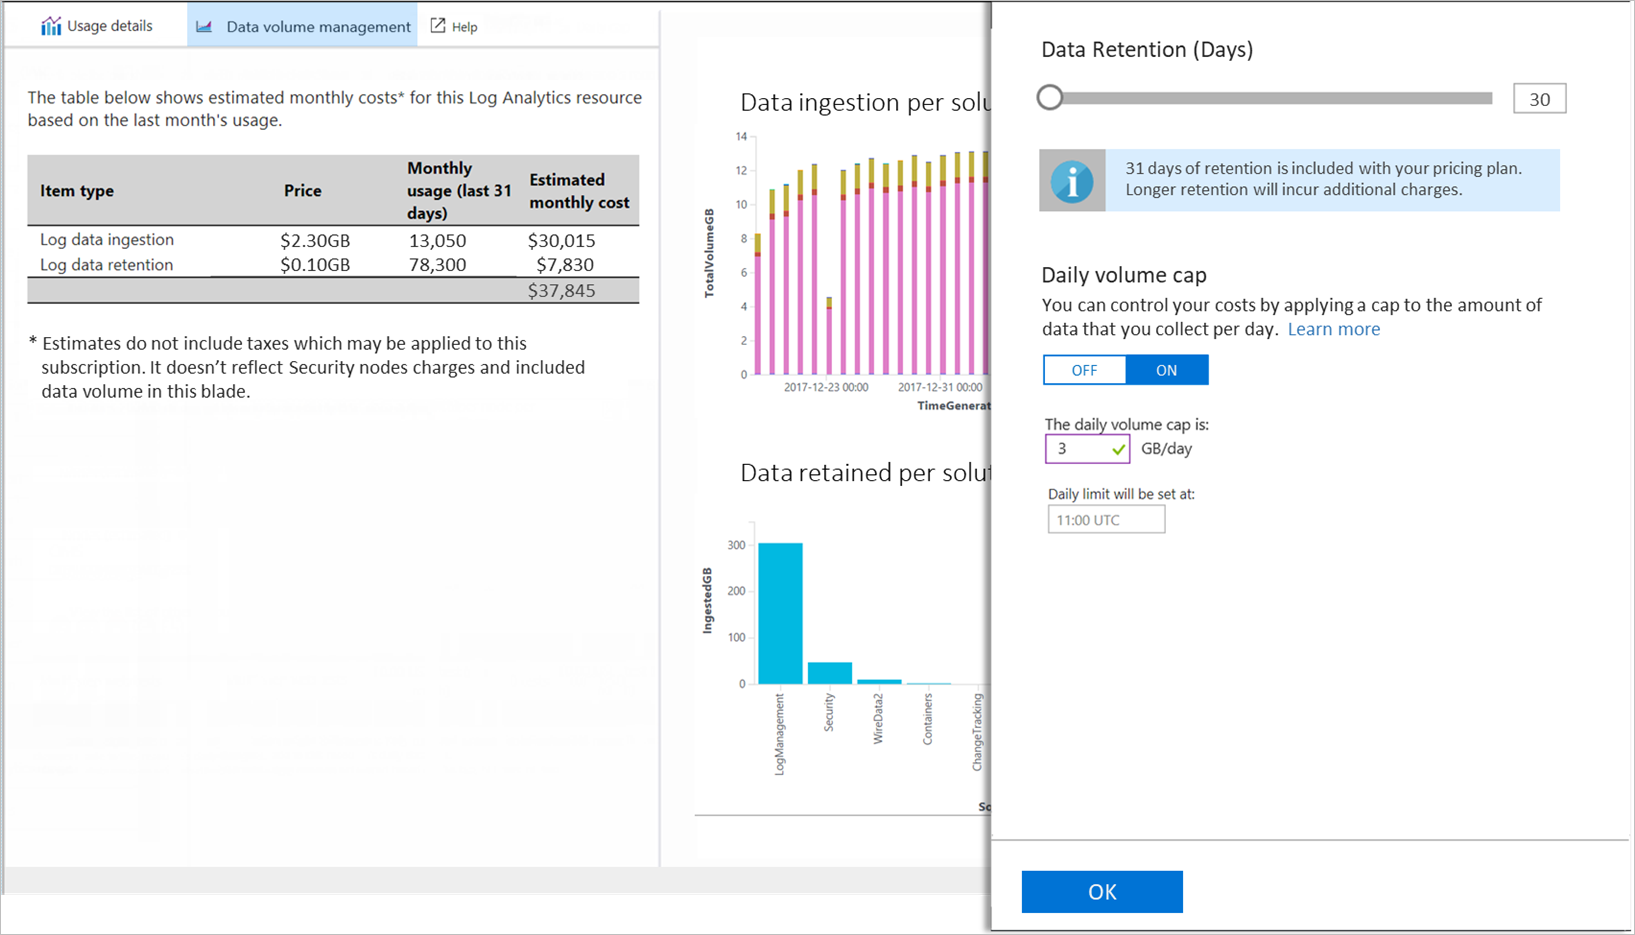 Usage details
Data volume management
Help
The table below shows estimated monthly costs* for this Log Analytics resource
based on the last month's usage.
Item type
Price
Monthly
usage (last 31
days)
Estimated
monthly cost
Log data ingestion
$2.30GB
13,050
$30,015
Log data retention
$0.10GB
78,300
$7,830
$37,845
* Estimates do not include taxes which may be applied to this
subscription. It doesn’t reflect Security nodes charges and included
data volume in this blade.
Data ingestion per solu
TotalVolumeGB
14
12
10
8
6
4
2
0
2017-12-23 00:00
2017-12-31 00:00
TimeGenerat
Data retained per solut
IngestedGB
300
200
100
0
LogManagement
Security
WireData2
Containers
ChangeTracking
So
Data Retention (Days)
30
31 days of retention is included with your pricing plan.
Longer retention will incur additional charges.
Daily volume cap
You can control your costs by applying a cap to the amount of
data that you collect per day. Learn more
OFF
ON
The daily volume cap is:
3
GB/day
Daily limit will be set at:
11:00 UTC
OK